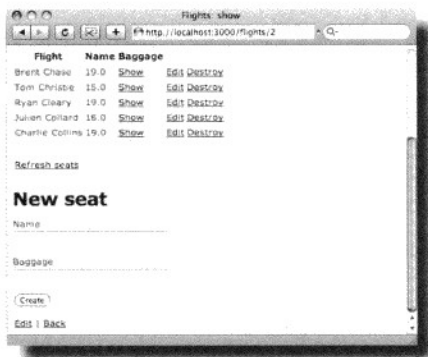 Flights: show
http://localhost:3000/flights/2
Flight Name Baggage
Brent Chase 19.0 Show Edit Destroy
Tom Christie 15.0 Show Edit Destroy
Ryan Cleary 19.0 Show Edit Destroy
Julien Collard 16.0 Show Edit Destroy
Charlie Collins 19.0 Show Edit Destroy
Refresh seats
New seat
Name
Baggage
Create
Edit | Back